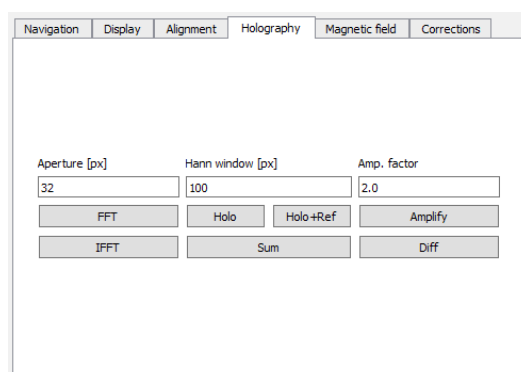 Navigation Display Alignment Holography Magnetic field Corrections
Aperture [px] Hann window [px] Amp. factor
32 100 2.0
FFT Holo Holo+Ref Amplify
IFFT Sum Diff